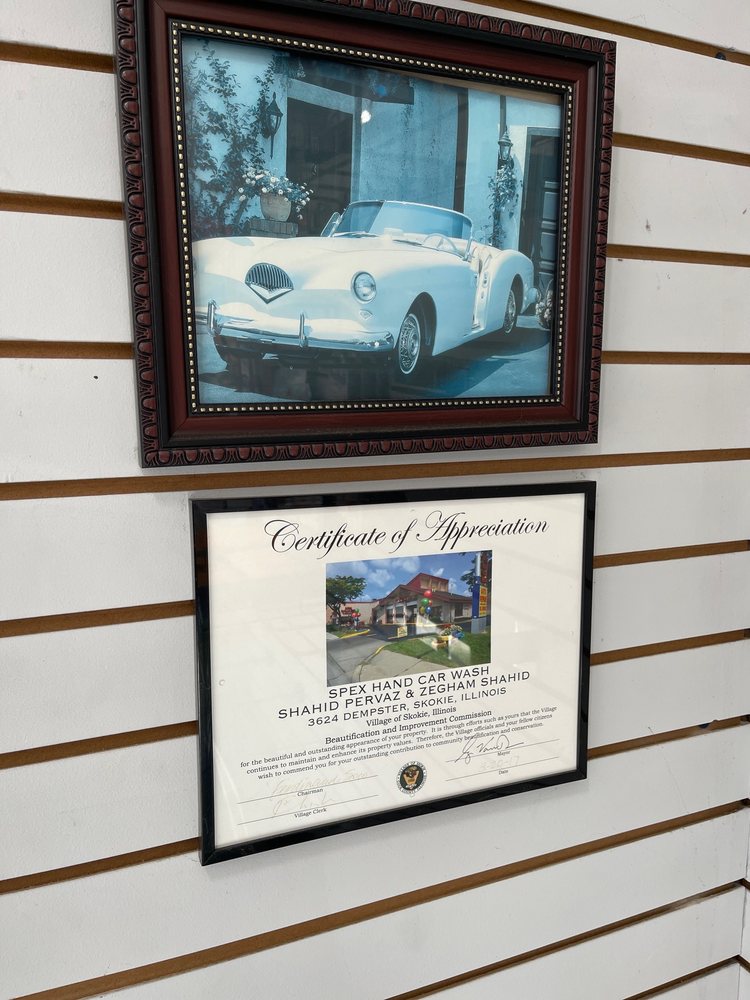 Certificate of Appreciation
SPEX HAND CAR WASH
SHAHID PERVAZ & ZEGHAM SHAHID
3624 DEMPSTER, SKOKIE, ILLINOIS
Village of Skokie, Illinois
Beautification and Improvement Commission
for the beautiful and outstanding appearance of your property. It is through efforts such as yours that the Village
continues to maintain and enhance its property values. Therefore, the Village officials and your fellow citizens
wish to commend you for your outstanding contribution to community beautification and conservation.
Chairman
Mayor
Village Clerk
Date